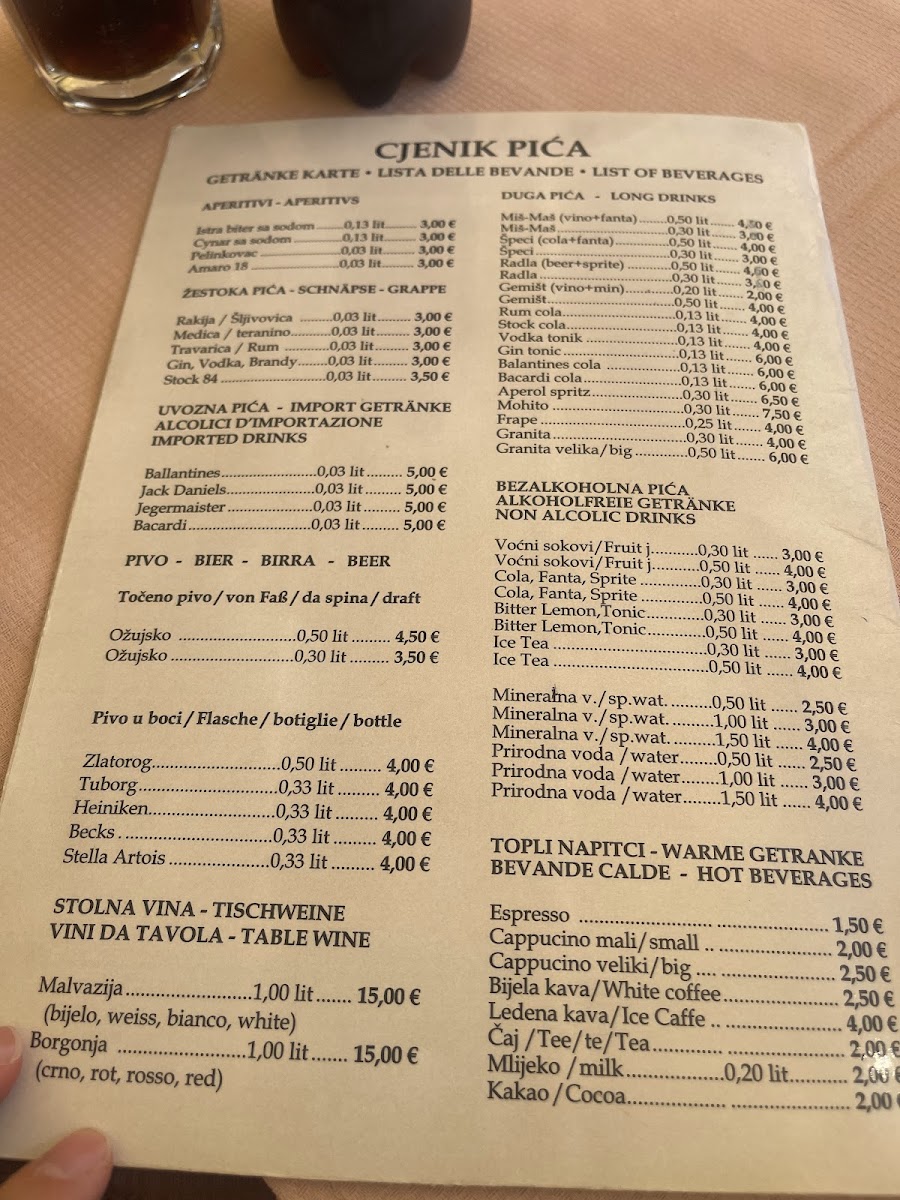 CJENIK PIĆA
GETRÄNKE KARTE • LISTA DELLE BEVANDE • LIST OF BEVERAGES
APERITIVI - APERITIVS
Istra biter sa sodom ........0,13 lit......... 3,00 €
Cynar sa sodom ...............0,13 lit......... 3,00 €
Pelinkovac ....................0,03 lit......... 3,00 €
Amaro 18 .....................0,03 lit......... 3,00 €
ŽESTOKA PIĆA - SCHNÄPSE - GRAPPE
Rakija / Šljivovica ........0,03 lit........ 3,00 €
Medica / teranino..........0,03 lit........ 3,00 €
Travarica / Rum ...........0,03 lit........ 3,00 €
Gin, Vodka, Brandy.......0,03 lit........ 3,00 €
Stock 84 .........................0,03 lit......... 3,50 €
UVOZNA PIĆA - IMPORT GETRÄNKE
ALCOLICI D'IMPORTAZIONE
IMPORTED DRINKS
Ballantines......................0,03 lit ......... 5,00 €
Jack Daniels.....................0,03 lit ......... 5,00 €
Jegermaister....................0,03 lit ......... 5,00 €
Bacardi............................0,03 lit ......... 5,00 €
PIVO - BIER - BIRRA - BEER
Točeno pivo / von Faß / da spina / draft
Ožujsko ..........................0,50 lit ......... 4,50 €
Ožujsko ...........................0,30 lit ......... 3,50 €
Pivo u boci / Flasche / botiglie / bottle
Zlatorog...........................0,50 lit ......... 4,00 €
Tuborg.............................0,33 lit ......... 4,00 €
Heiniken..........................0,33 lit ......... 4,00 €
Becks ..............................0,33 lit ......... 4,00 €
Stella Artois .....................0,33 lit ......... 4,00 €
STOLNA VINA - TISCHWEINE
VINI DA TAVOLA - TABLE WINE
Malvazija.........................1,00 lit....... 15,00 €
(bijelo, weiss, bianco, white)
Borgonja .........................1,00 lit....... 15,00 €
(crno, rot, rosso, red)
DUGA PIĆA - LONG DRINKS
Miš-Maš (vino+fanta)........0,50 lit ...... 4,50 €
Miš-Maš............................0,30 lit ...... 3,00 €
Špeci (cola+fanta)..............0,50 lit ...... 4,00 €
Špeci .................................0,30 lit ...... 3,00 €
Radla (beer+sprite) ...........0,50 lit ...... 4,60 €
Radla .................................0,30 lit ......
Gemišt (vino+min)............0,20 lit ...... 2,00 €
Gemišt...............................0,50 lit ...... 4,00 €
Rum cola............................0,13 lit ...... 4,00 €
Stock cola...........................0,13 lit ...... 4,00 €
Vodka tonik .......................0,13 lit ...... 4,00 €
Gin tonic............................0,13 lit ...... 6,00 €
Balantines cola ..................0,13 lit ...... 6,00 €
Bacardi cola.......................0,13 lit ...... 6,00 €
Aperol spritz.....................0,30 lit ...... 6,50 €
Mohito ..............................0,30 lit ....... 7,50 €
Frape .................................0,25 lit ...... 4,00 €
Granita..............................0,30 lit ...... 4,00 €
Granita velika/big .............0,50 lit....... 6,00 €
BEZALKOHOLNA PIĆA
ALKOHOLFREIE GETRÄNKE
NON ALCOLIC DRINKS
Voćni sokovi/Fruit j...........0,30 lit ...... 3,00 €
Voćni sokovi/Fruit j...........0,50 lit ...... 4,00 €
Cola, Fanta, Sprite .............0,30 lit ...... 3,00 €
Cola, Fanta, Sprite .............0,50 lit ...... 4,00 €
Bitter Lemon,Tonic............0,30 lit ...... 3,00 €
Bitter Lemon,Tonic............0,50 lit ...... 4,00 €
Ice Tea ...............................0,30 lit ...... 3,00 €
Ice Tea ...............................0,50 lit ...... 4,00 €
Mineralna v./sp.wat. .........0,50 lit ...... 2,50 €
Mineralna v./sp.wat. .........1,00 lit ...... 3,00 €
Mineralna v./sp.wat. .........1,50 lit ...... 4,00 €
Prirodna voda /water........0,50 lit ...... 2,50 €
Prirodna voda /water........1,00 lit ...... 3,00 €
Prirodna voda /water........1,50 lit ...... 4,00 €
TOPLI NAPITCI - WARME GETRANKE
BEVANDE CALDE - HOT BEVERAGES
Espresso ............................................... 1,50 €
Cappucino mali/small .. ...................... 2,00 €
Cappucino veliki/big .... ..................... 2,50 €
Bijela kava/White coffee...................... 2,50 €
Ledena kava/Ice Caffe .. ..................... 4,00 €
Čaj /Tee/te/Tea............. ..................... 2,00 €
Mlijeko /milk..................0,20 lit.......... 2,00 €
Kakao/Cocoa....................................... 2,00 €